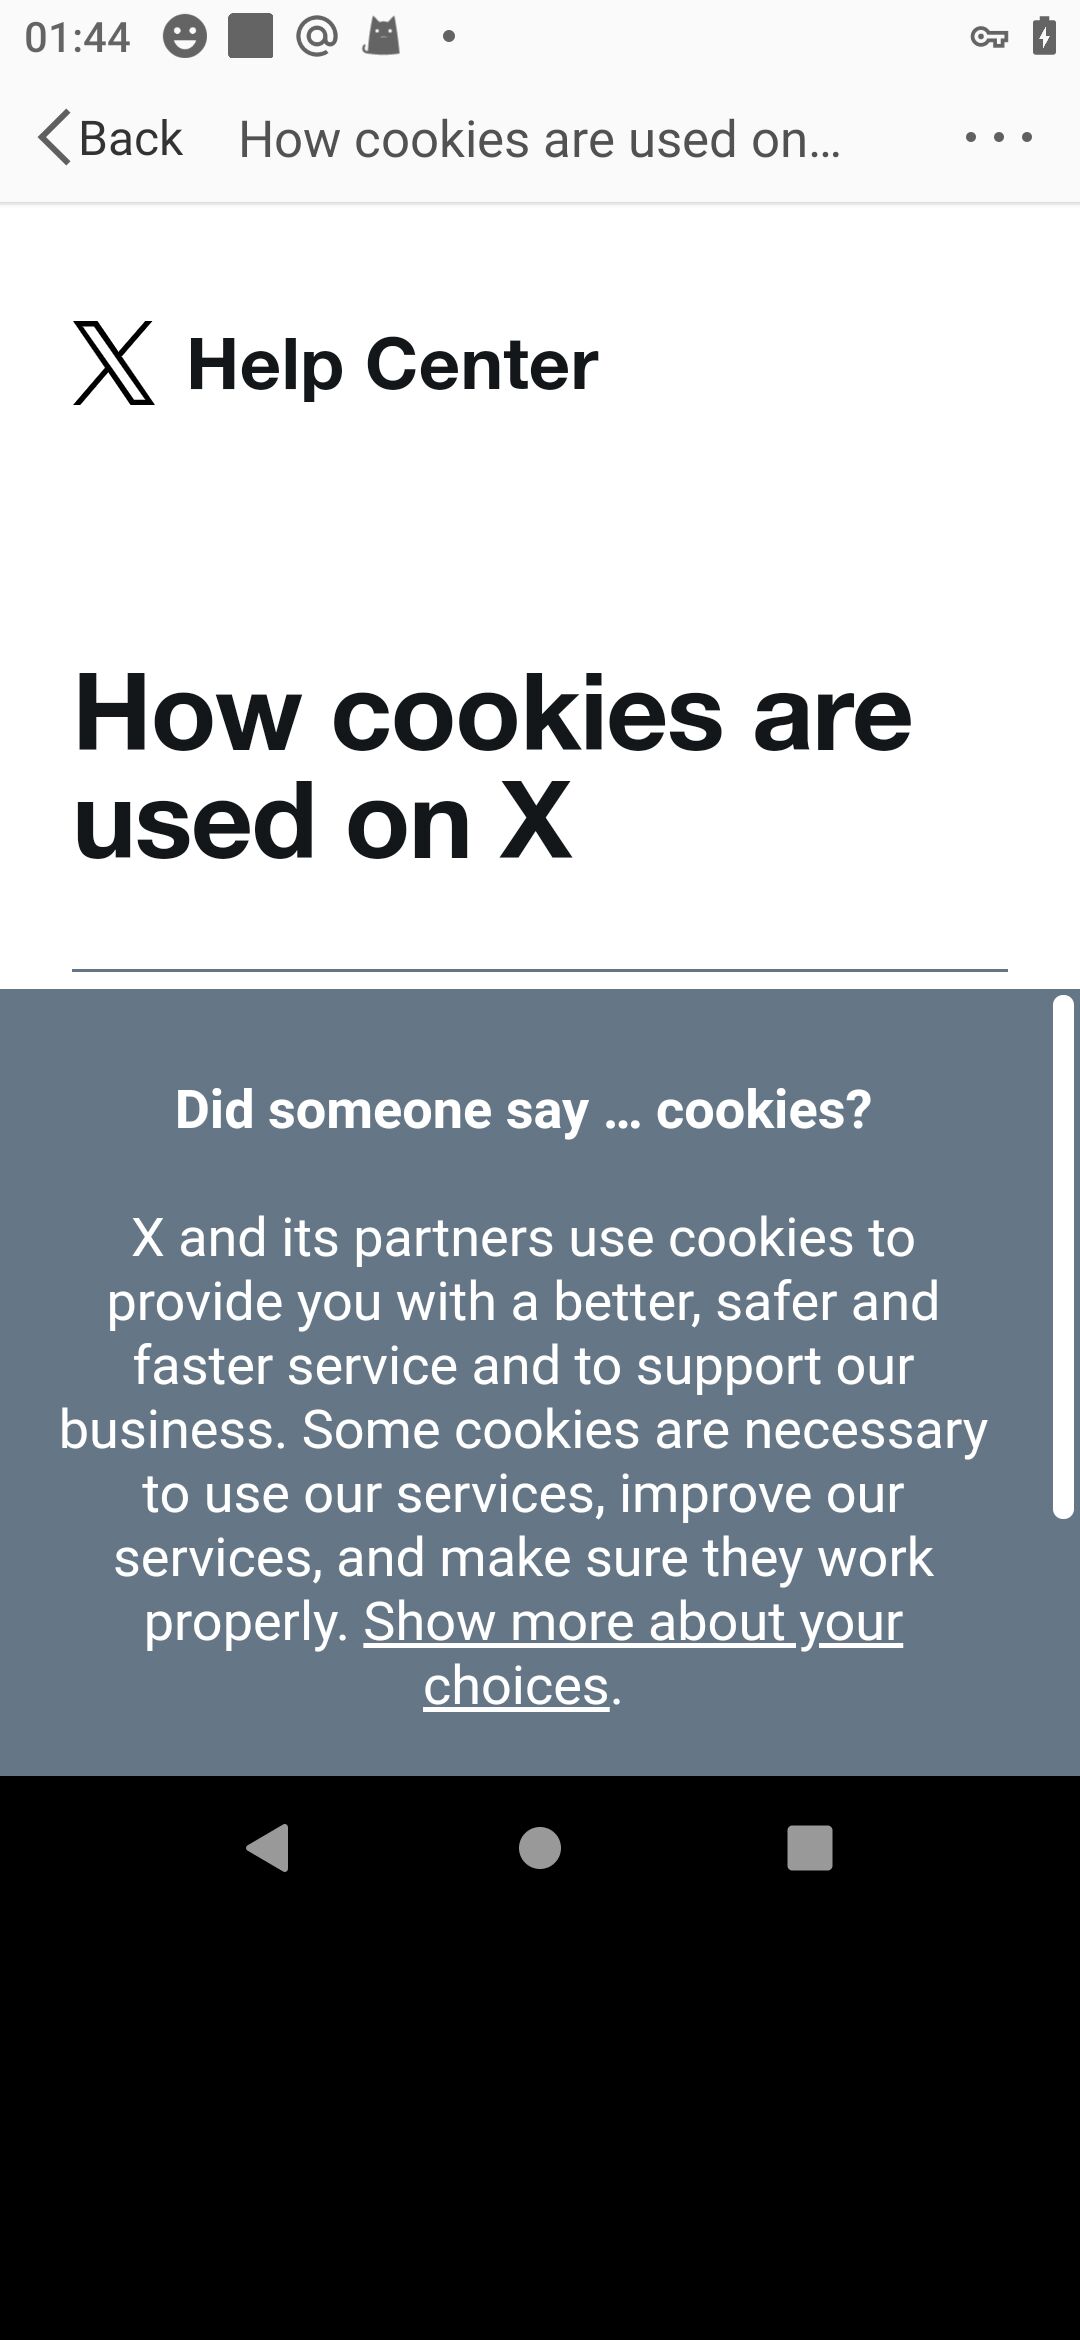 01:44
Back How cookies are used on...
X Help Center
How cookies are
used on X
Did someone say ... cookies?
X and its partners use cookies to
provide you with a better, safer and
faster service and to support our
business. Some cookies are necessary
to use our services, improve our
services, and make sure they work
properly. Show more about your
choices.